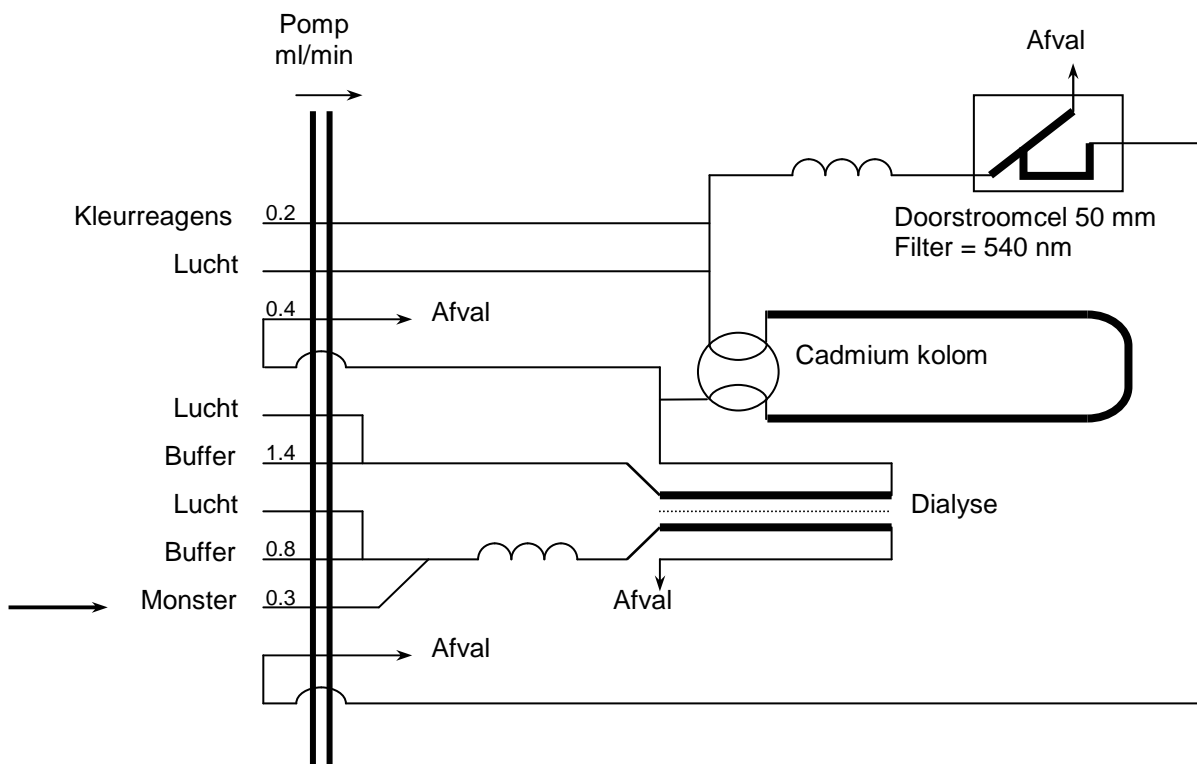 Pomp
ml/min
Afval
Kleurreagens 0.2
Doorstroomcel 50 mm
Filter = 540 nm
Lucht
0.4 Afval
Cadmium kolom
Lucht
Buffer 1.4
Lucht
Dialyse
Buffer 0.8
Monster 0.3
Afval
Afval